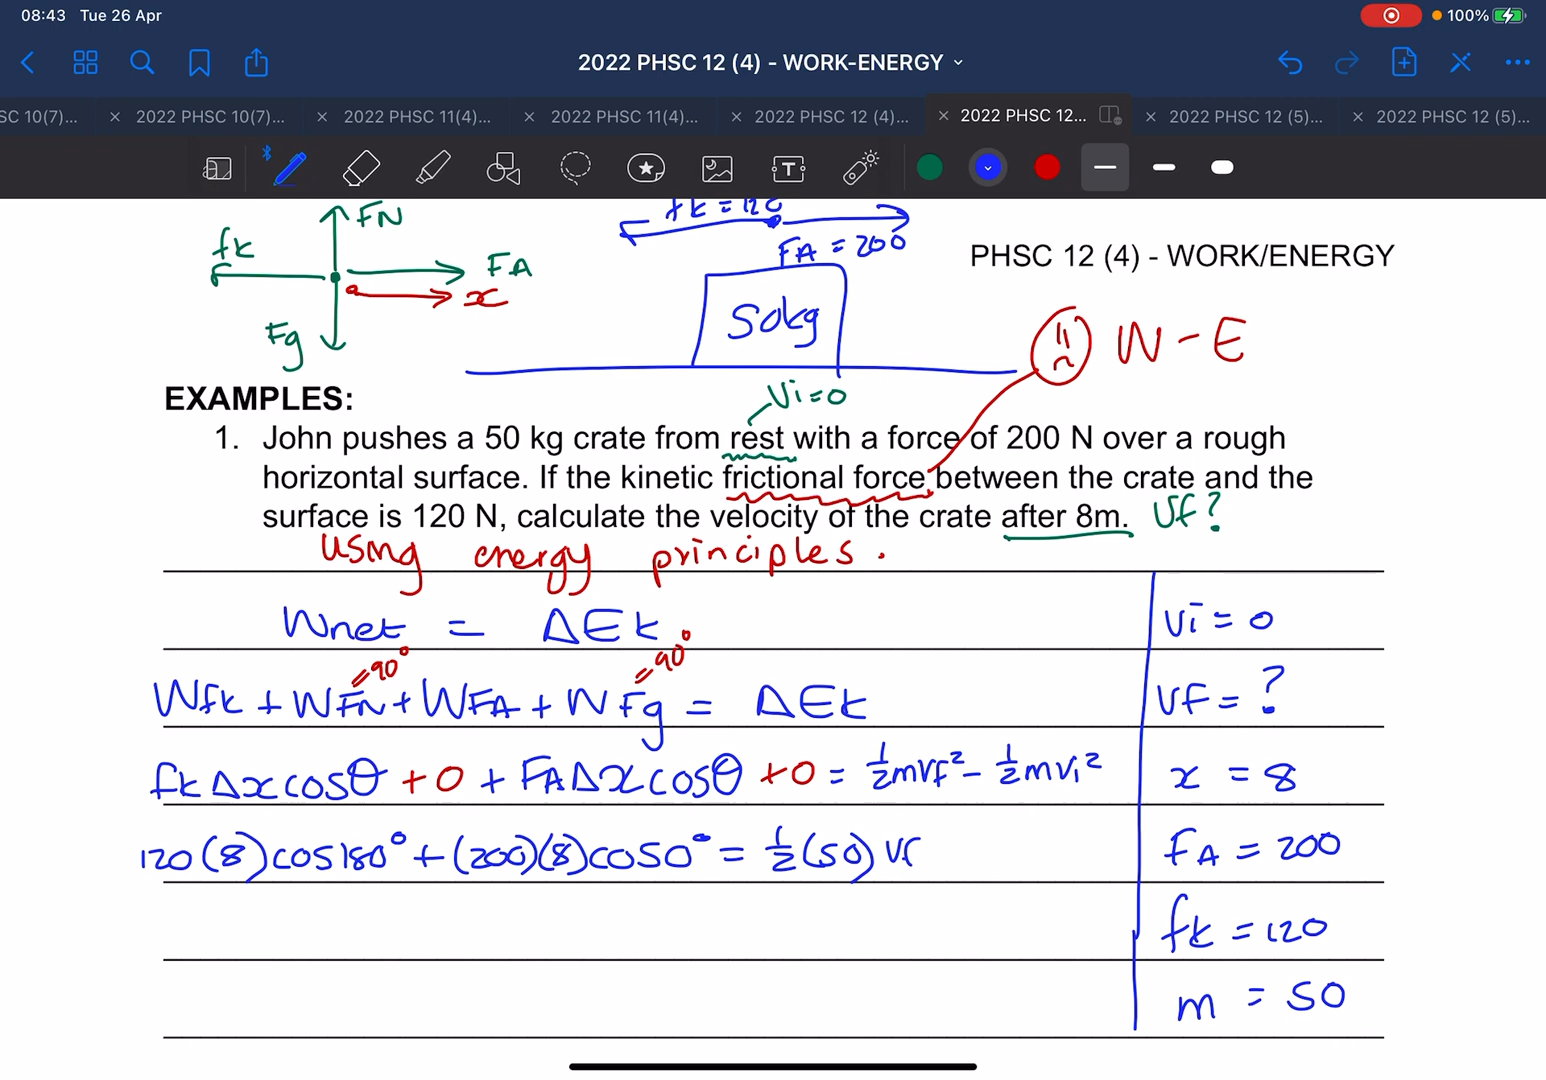 08:43 Tue 26 Apr
100%
2022 PHSC 12 (4) - WORK-ENERGY
SC 10(7)...
2022 PHSC 10(7)...
2022 PHSC 11(4)...
2022 PHSC 11(4)...
2022 PHSC 12 (4)...
2022 PHSC 12...
2022 PHSC 12 (5)...
2022 PHSC 12 (5)...
T
FN
fk
FA
x
Fg
fk = 120
FA = 200
50kg
PHSC 12 (4) - WORK/ENERGY
W - E
EXAMPLES:
Vi = 0
1. John pushes a 50 kg crate from rest with a force of 200 N over a rough
horizontal surface. If the kinetic frictional force between the crate and the
surface is 120 N, calculate the velocity of the crate after 8m. Vf?
using energy principles.
Wnet = ΔEk
=90° =90°
Wfk + WFN + WFA + WFg = ΔEk
fkΔxcosθ + 0 + FAΔxcosθ + 0 = ½mvf² - ½mvi²
120(8)cos180° + (200)(8)cos0° = ½(50)vf
vi = 0
vf = ?
x = 8
FA = 200
fk = 120
m = 50